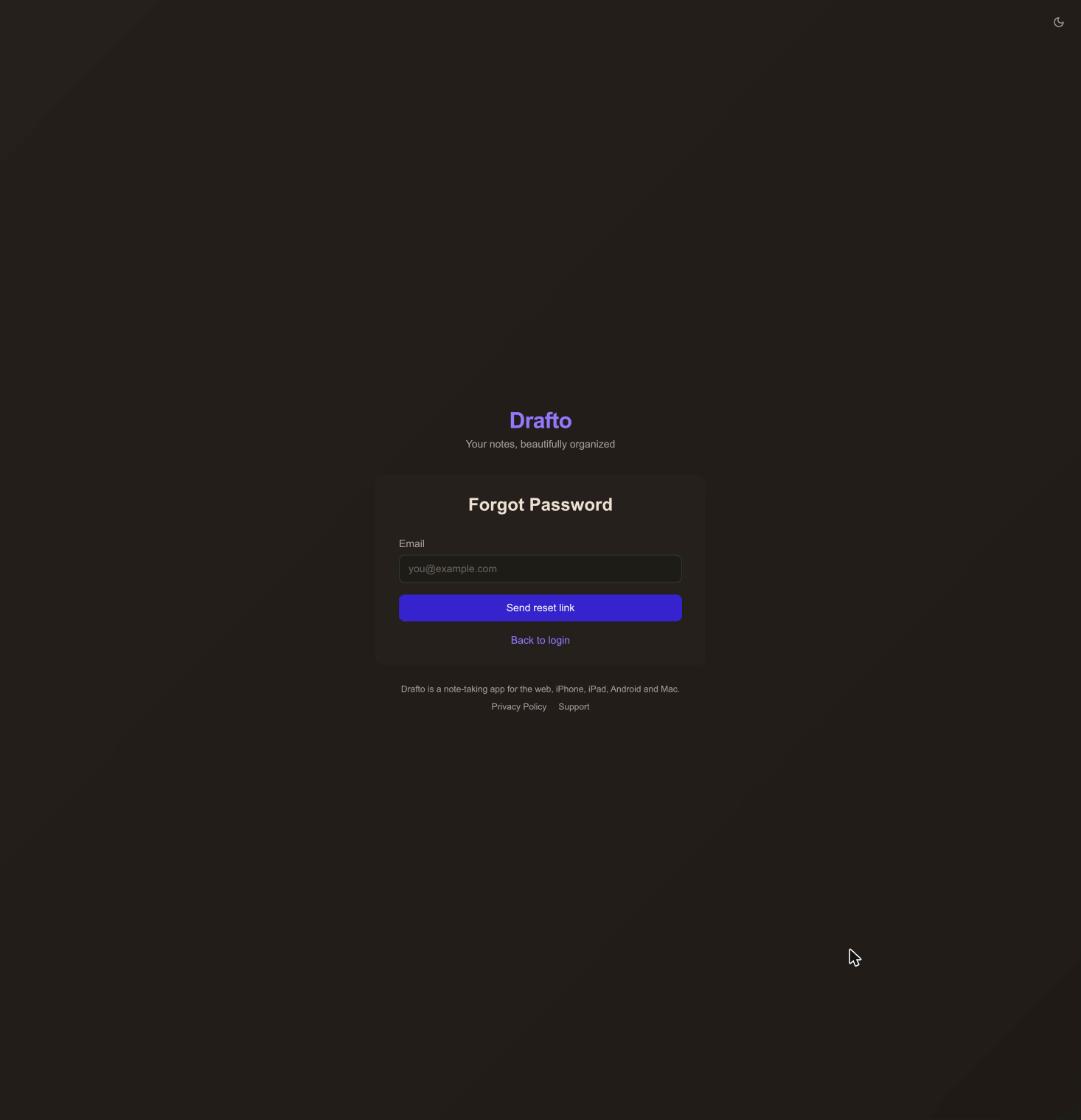 Drafto
Your notes, beautifully organized
Forgot Password
Email
you@example.com
Send reset link
Back to login
Drafto is a note-taking app for the web, iPhone, iPad, Android and Mac.
Privacy Policy Support